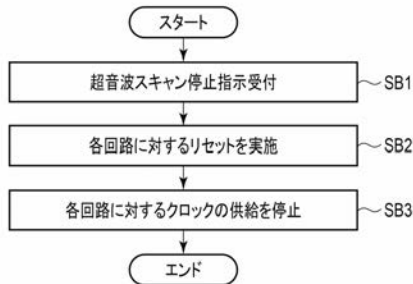 スタート
超音波スキャン停止指示受付
SB1
各回路に対するリセットを実施
SB2
各回路に対するクロックの供給を停止
SB3
エンド